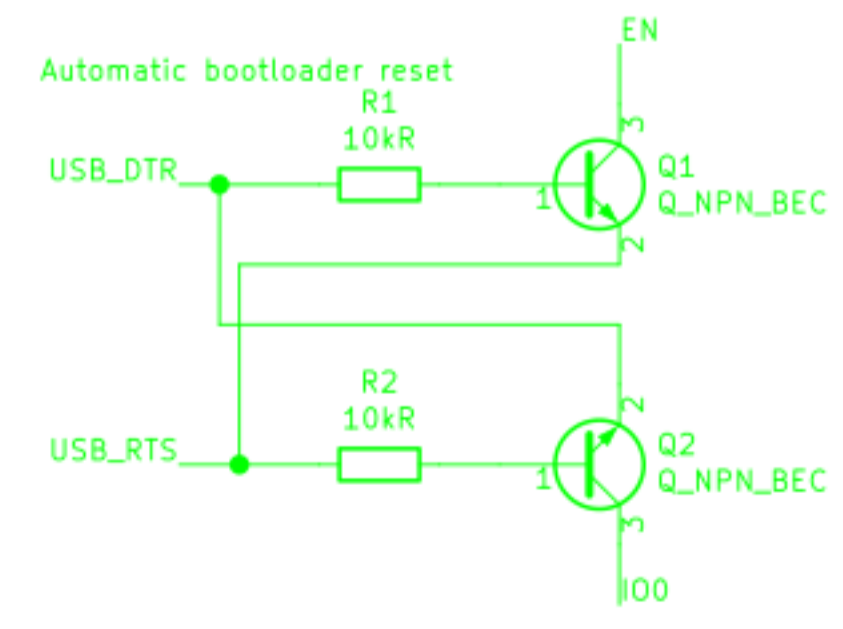 EN
Automatic bootloader reset
R1
10kR
3
USB_DTR
1
Q1
Q_NPN_BEC
2
R2
10kR
2
USB_RTS
1
Q2
Q_NPN_BEC
3
IO0